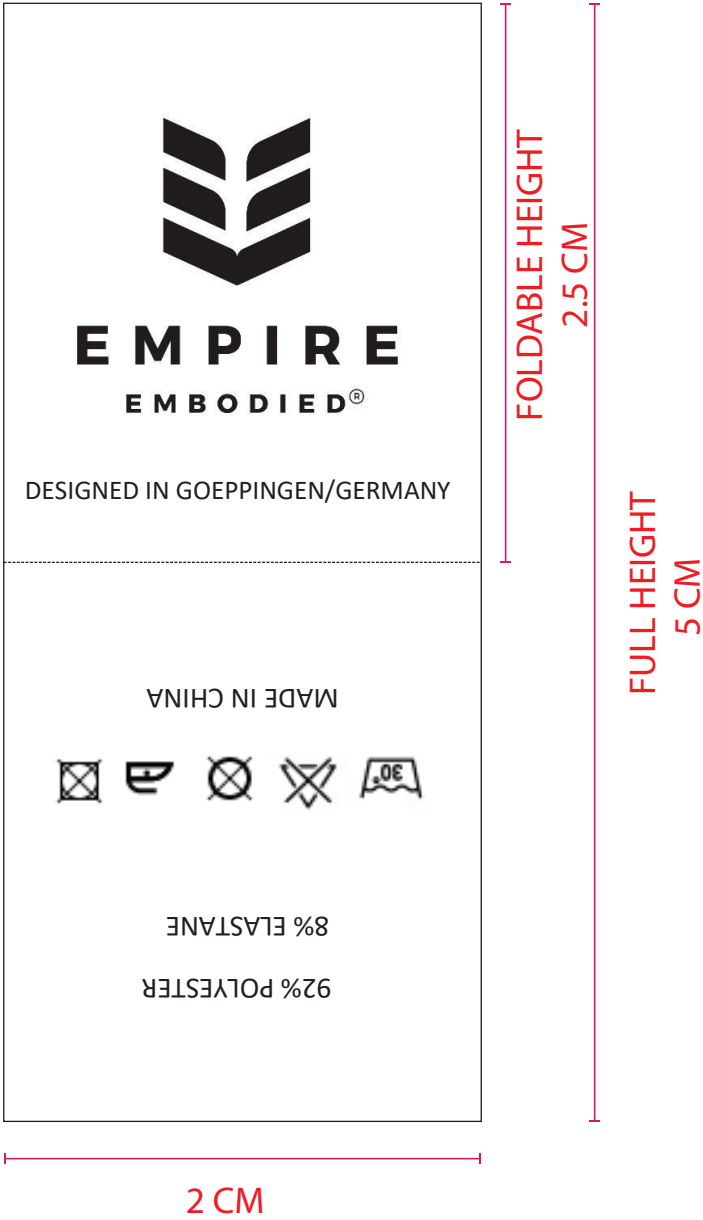 EMPIRE
EMBODIED®
DESIGNED IN GOEPPINGEN/GERMANY
FOLDABLE HEIGHT
2.5 CM
FULL HEIGHT
5 CM
92% POLYESTER
8% ELASTANE
30°
MADE IN CHINA
2 CM